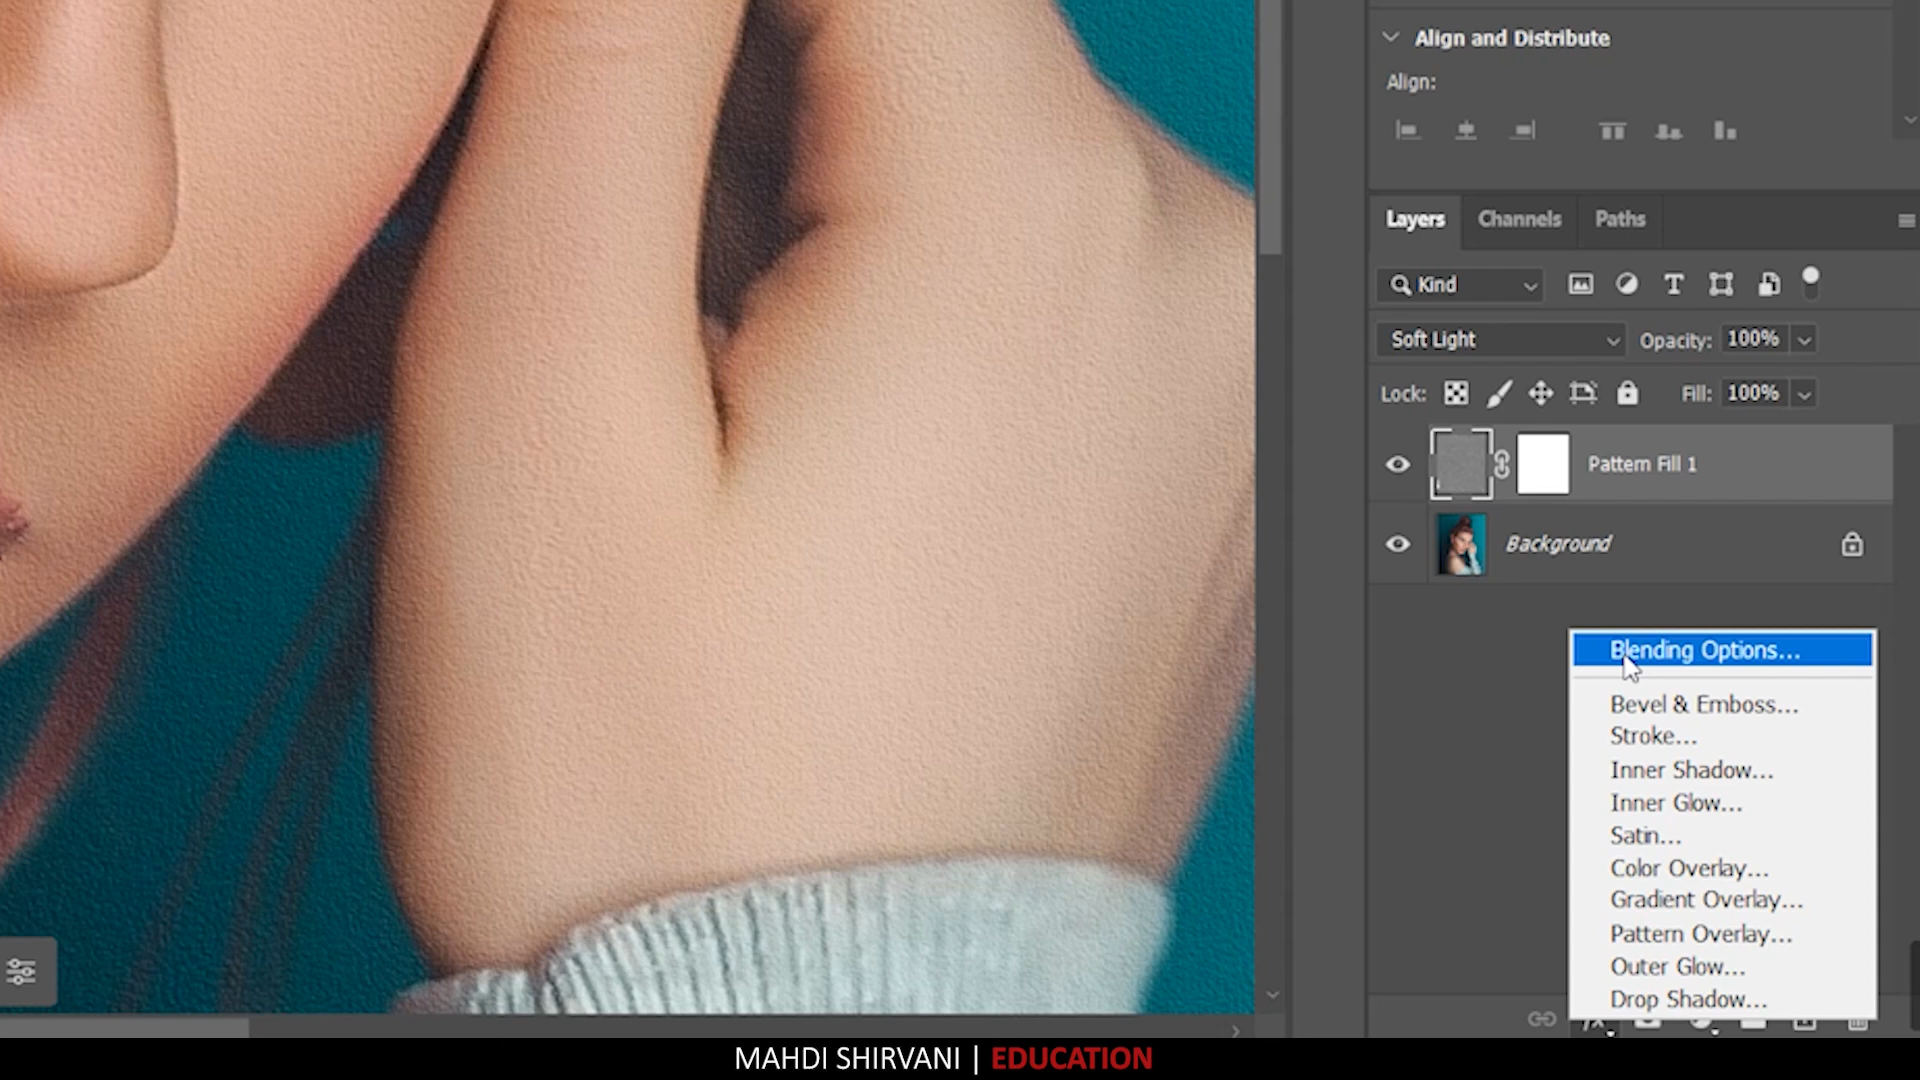 Align and Distribute
Align:
Layers Channels Paths
Kind
Soft Light Opacity: 100%
Lock: Fill: 100%
Pattern Fill 1
Background
Blending Options...
Bevel & Emboss...
Stroke...
Inner Shadow...
Inner Glow...
Satin...
Color Overlay...
Gradient Overlay...
Pattern Overlay...
Outer Glow...
Drop Shadow...
MAHDI SHIRVANI | EDUCATION